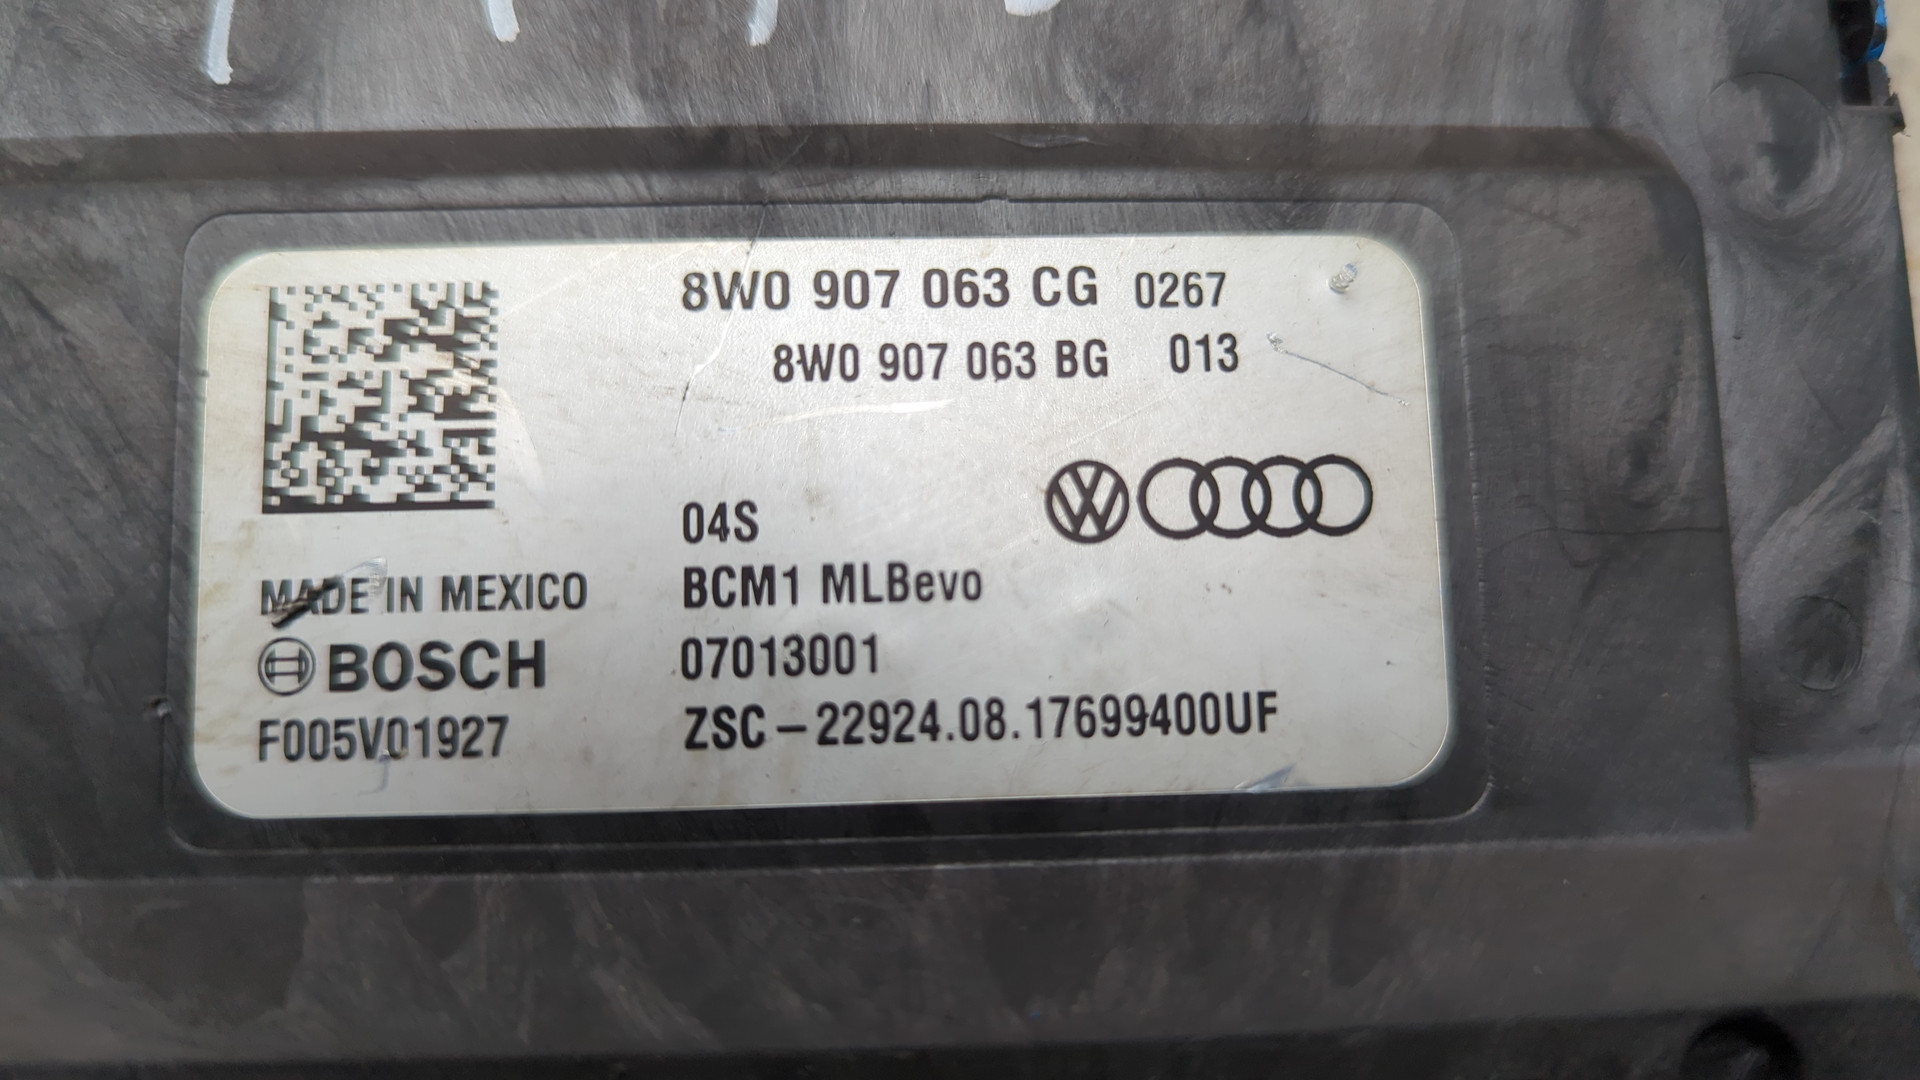 8W0 907 063 CG 0267
8W0 907 063 BG 013
04S
MADE IN MEXICO
BCM1 MLBevo
BOSCH
07013001
F005V01927
ZSC-22924.08.17699400UF